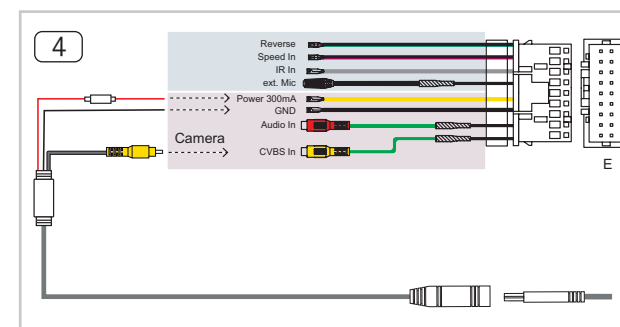 4
Reverse
Speed In
IR In
ext. Mic
Power 300mA
GND
Audio In
Camera
CVBS In
E